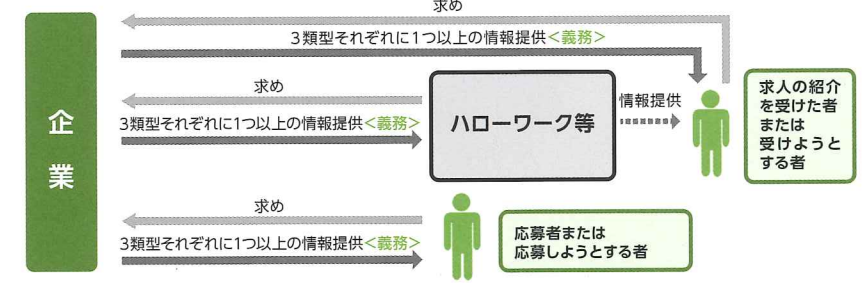 求め
3類型それぞれに1つ以上の情報提供<義務>
求め
3類型それぞれに1つ以上の情報提供<義務>
企業
ハローワーク等
情報提供
求人の紹介
を受けた者
または
受けようと
する者
求め
3類型それぞれに1つ以上の情報提供<義務>
応募者または
応募しようとする者